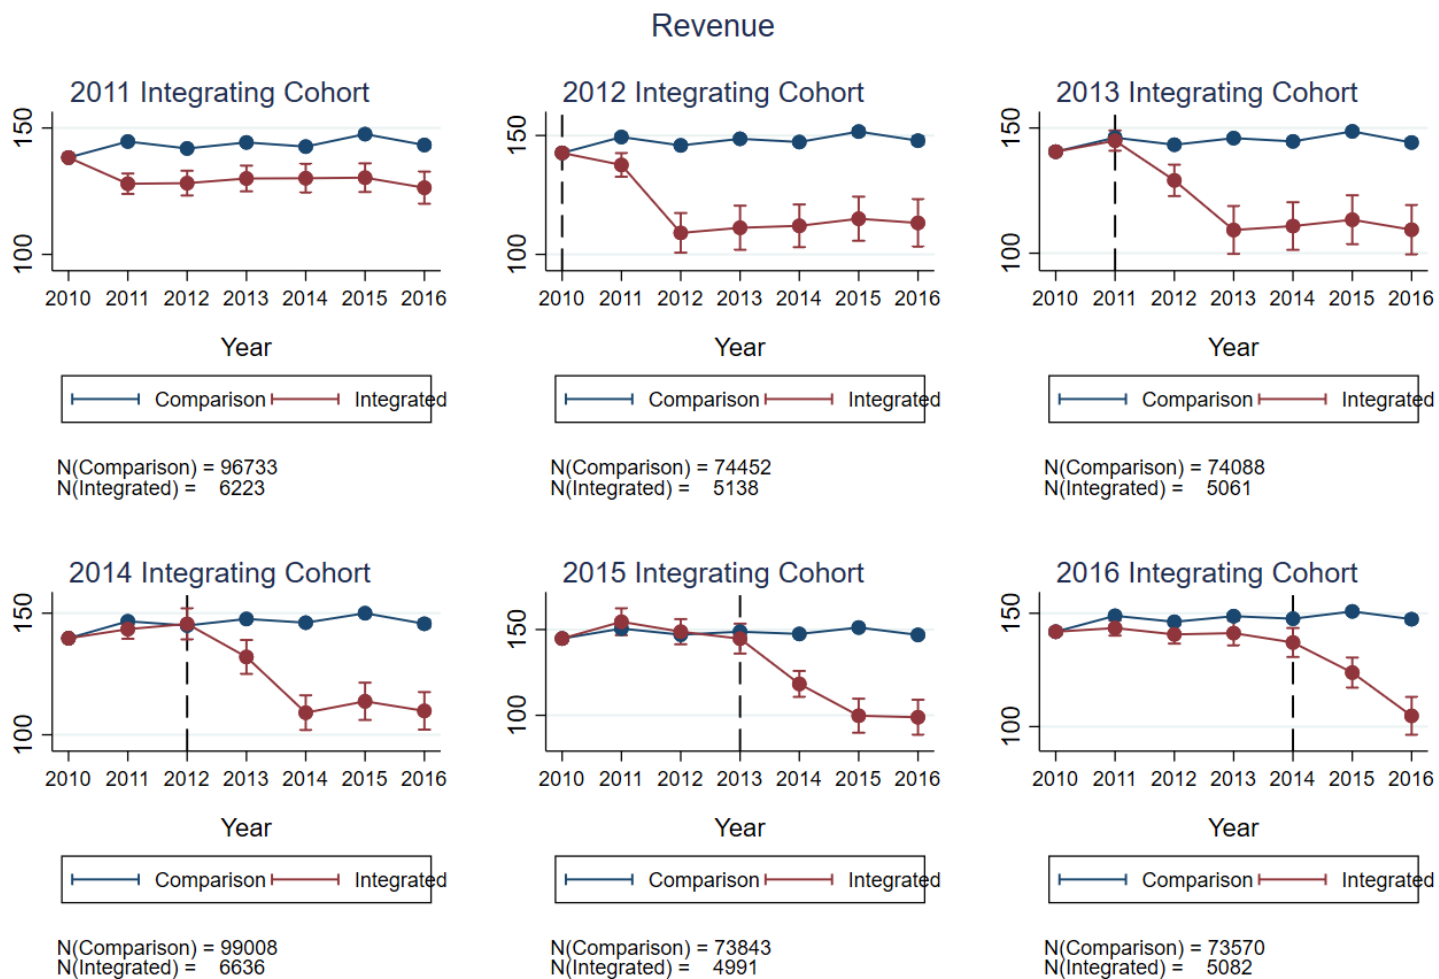 Revenue
2011 Integrating Cohort
150
100
2010 2011 2012 2013 2014 2015 2016
Year
Comparison Integrated
N(Comparison) = 96733
N(Integrated) = 6223
2012 Integrating Cohort
150
100
2010 2011 2012 2013 2014 2015 2016
Year
Comparison Integrated
N(Comparison) = 74452
N(Integrated) = 5138
2013 Integrating Cohort
150
100
2010 2011 2012 2013 2014 2015 2016
Year
Comparison Integrated
N(Comparison) = 74088
N(Integrated) = 5061
2014 Integrating Cohort
150
100
2010 2011 2012 2013 2014 2015 2016
Year
Comparison Integrated
N(Comparison) = 99008
N(Integrated) = 6636
2015 Integrating Cohort
150
100
2010 2011 2012 2013 2014 2015 2016
Year
Comparison Integrated
N(Comparison) = 73843
N(Integrated) = 4991
2016 Integrating Cohort
150
100
2010 2011 2012 2013 2014 2015 2016
Year
Comparison Integrated
N(Comparison) = 73570
N(Integrated) = 5082